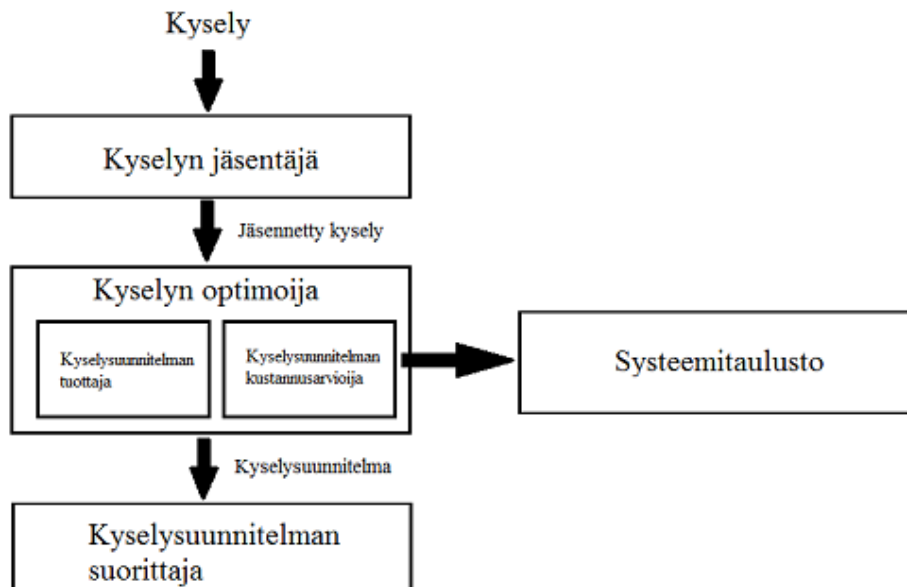 Kysely
Kyselyn jäsentäjä
Jäsennetty kysely
Kyselyn optimoija
Kyselysuunnitelman
tuottaja
Kyselysuunnitelman
kustannusarvioija
Systeemitaulusto
Kyselysuunnitelma
Kyselysuunnitelman
suorittaja